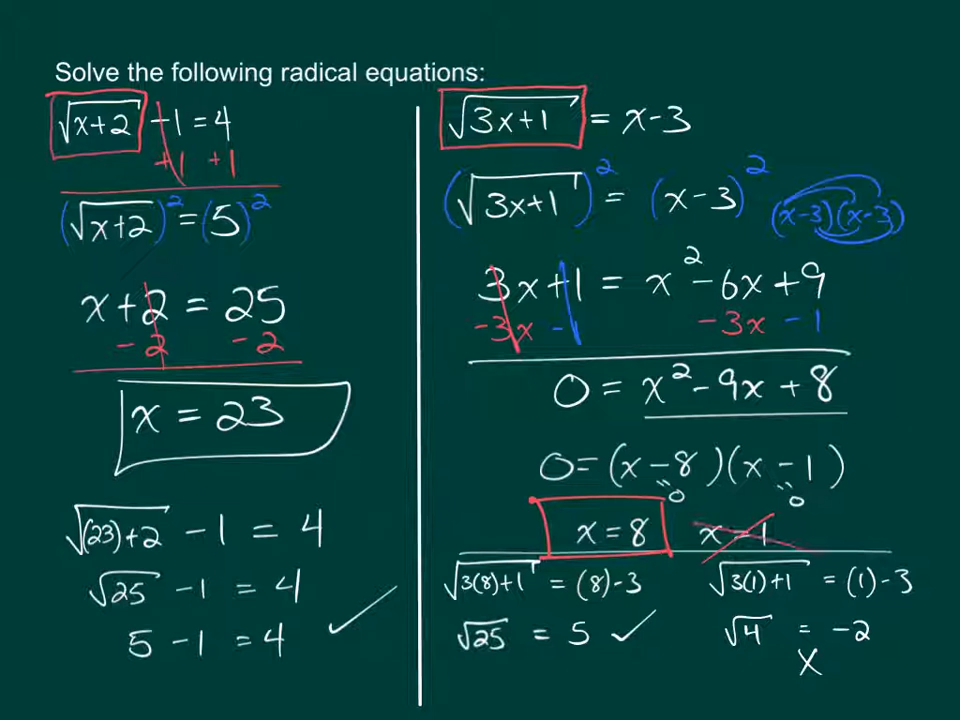 Solve the following radical equations:
√(x+2) -1 = 4
+1 +1
(√(x+2))² = (5)²
x+2 = 25
-2 -2
x = 23
√((23)+2) - 1 = 4
√25 - 1 = 4
5 - 1 = 4 ✓
√(3x+1) = x-3
(√(3x+1))² = (x-3)²
(x-3)(x-3)
3x+1 = x² - 6x + 9
-3x -1 -3x -1
0 = x² - 9x + 8
0 = (x-8)(x-1)
"0 "0
x = 8 x = 1
√(3(8)+1) = (8)-3
√25 = 5 ✓
√(3(1)+1) = (1)-3
√4 = -2
X